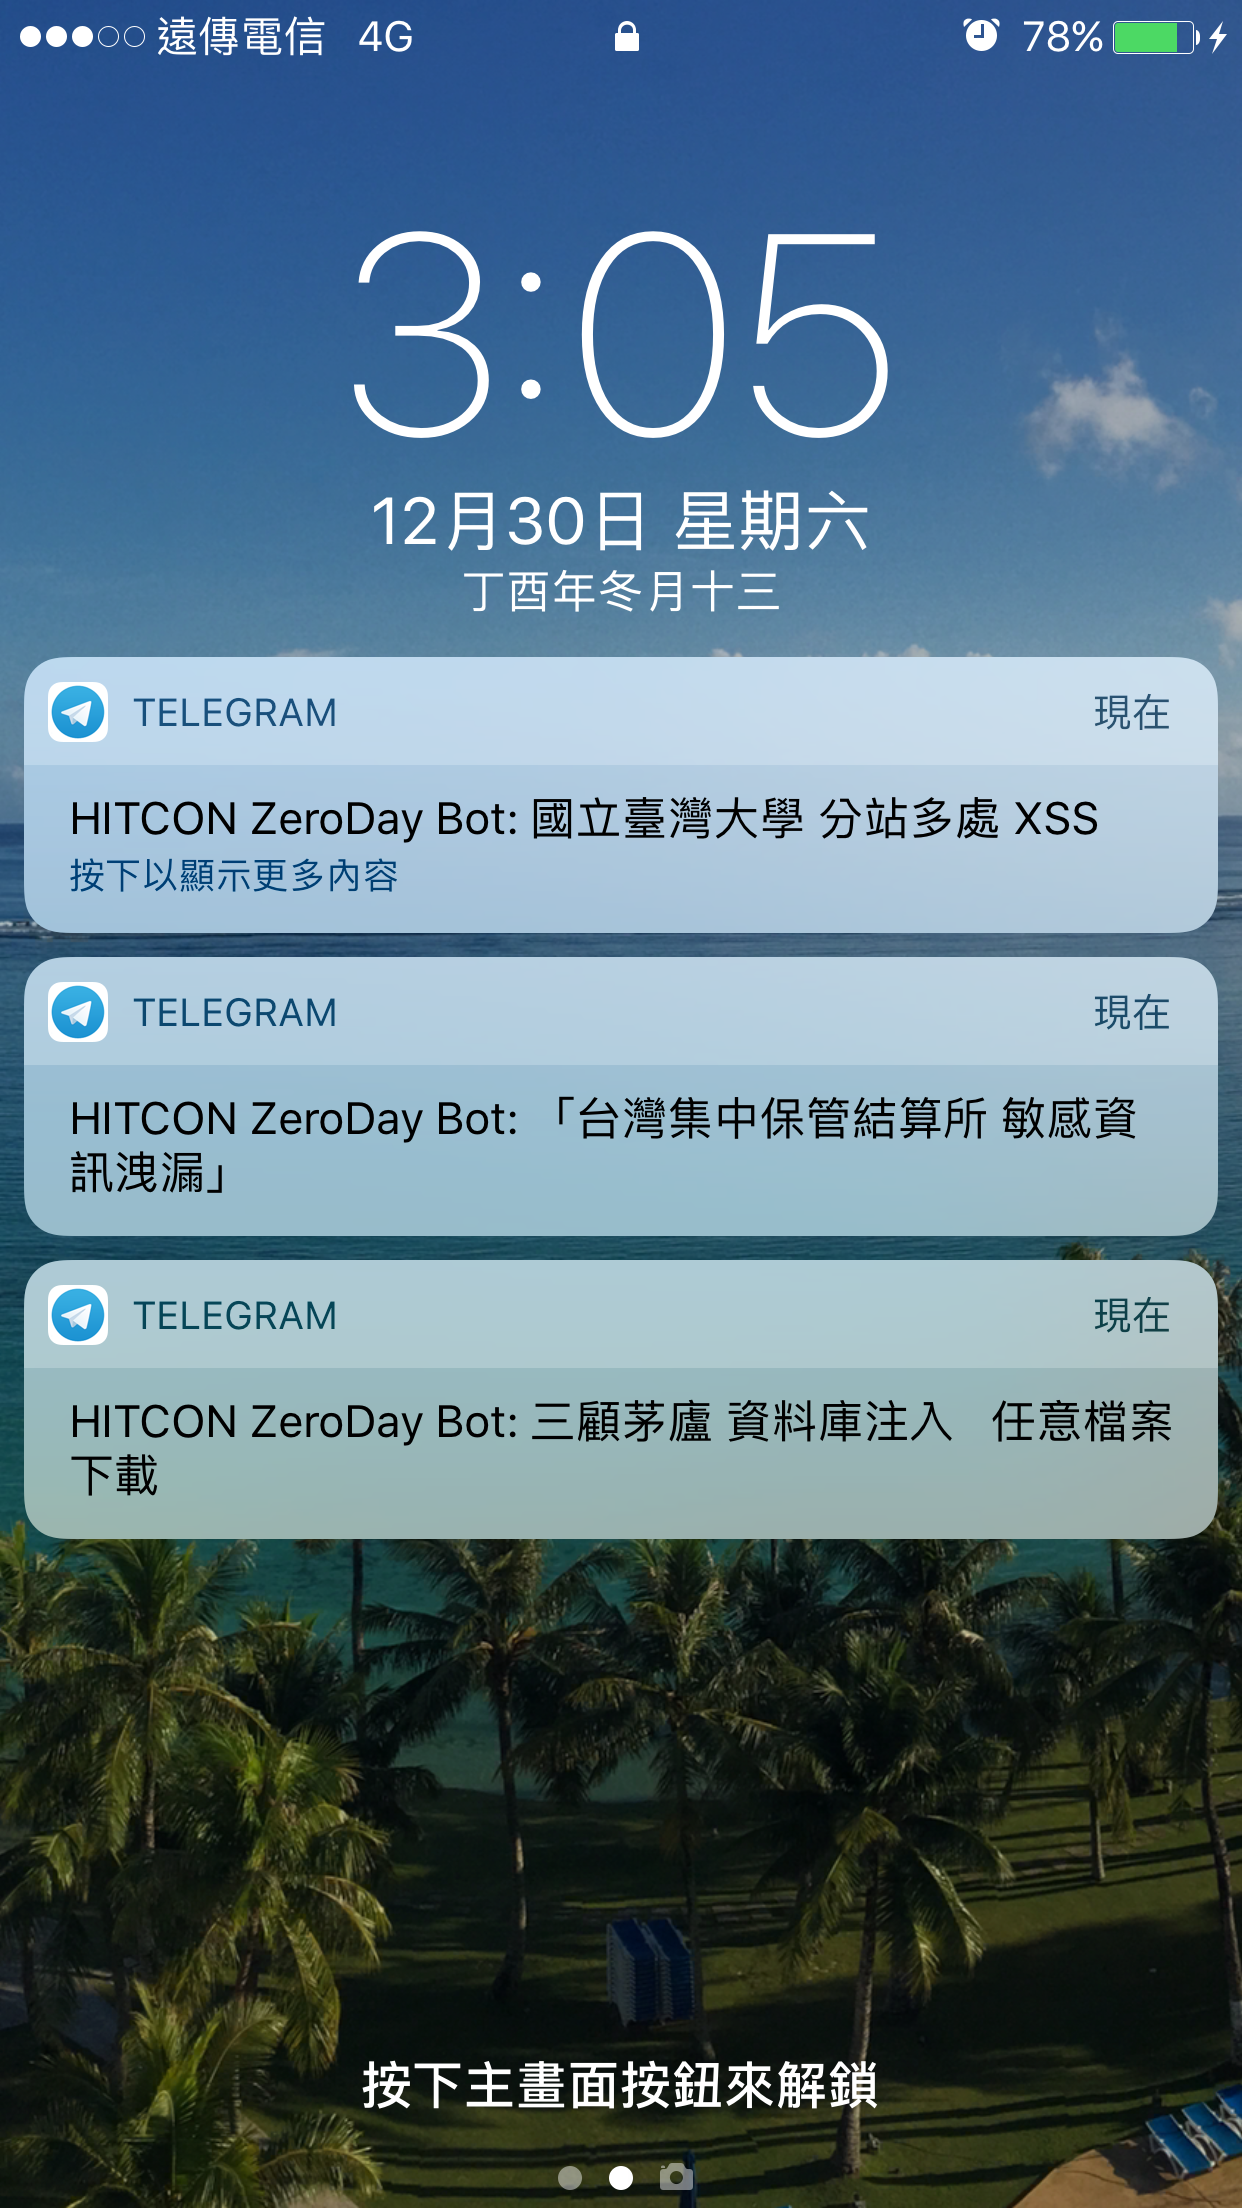 遠傳電信 4G 78%
3:05
12月30日 星期六
丁酉年冬月十三
TELEGRAM 現在
HITCON ZeroDay Bot: 國立臺灣大學 分站多處 XSS
按下以顯示更多內容
TELEGRAM 現在
HITCON ZeroDay Bot: 「台灣集中保管結算所 敏感資
訊洩漏」
TELEGRAM 現在
HITCON ZeroDay Bot: 三顧茅廬 資料庫注入 任意檔案
下載
按下主畫面按鈕來解鎖